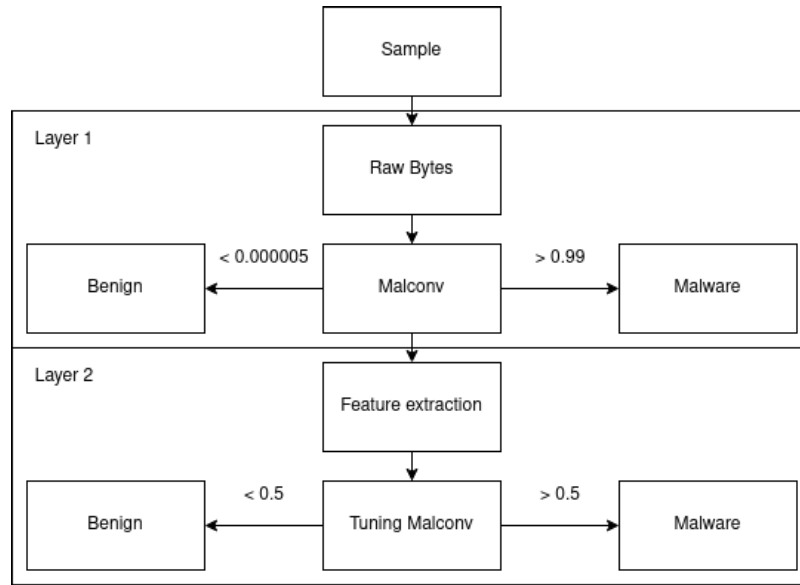 Sample
Layer 1
Raw Bytes
< 0.000005
> 0.99
Benign
Malconv
Malware
Layer 2
Feature extraction
< 0.5
> 0.5
Benign
Tuning Malconv
Malware